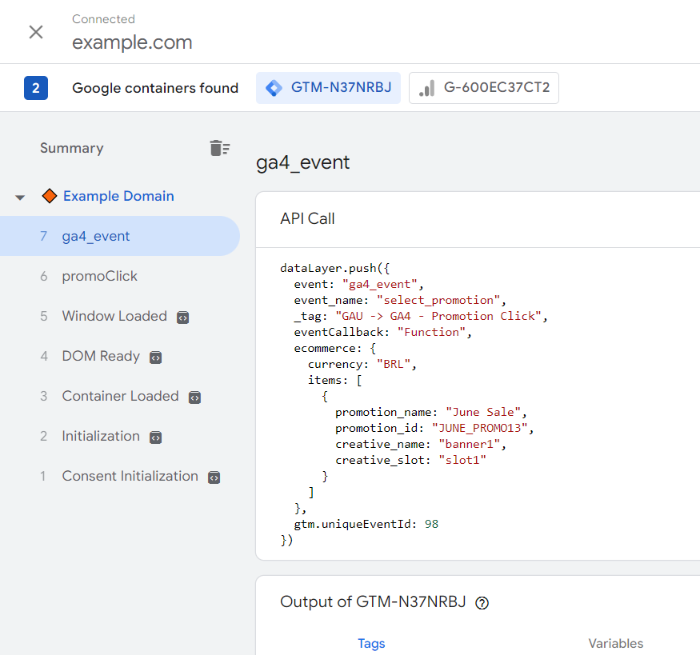 Connected
example.com
2 Google containers found GTM-N37NRBJ G-600EC37CT2
Summary
Example Domain
7 ga4_event
6 promoClick
5 Window Loaded
4 DOM Ready
3 Container Loaded
2 Initialization
1 Consent Initialization
ga4_event
API Call
dataLayer.push({
  event: "ga4_event",
  event_name: "select_promotion",
  _tag: "GAU -> GA4 - Promotion Click",
  eventCallback: "Function",
  ecommerce: {
    currency: "BRL",
    items: [
      {
        promotion_name: "June Sale",
        promotion_id: "JUNE_PROMO13",
        creative_name: "banner1",
        creative_slot: "slot1"
      }
    ]
  },
  gtm.uniqueEventId: 98
})
Output of GTM-N37NRBJ
Tags Variables